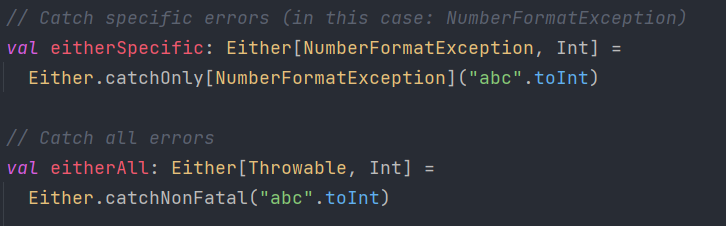 // Catch specific errors (in this case: NumberFormatException)
val eitherSpecific: Either[NumberFormatException, Int] =
  Either.catchOnly[NumberFormatException]("abc".toInt)

// Catch all errors
val eitherAll: Either[Throwable, Int] =
  Either.catchNonFatal("abc".toInt)